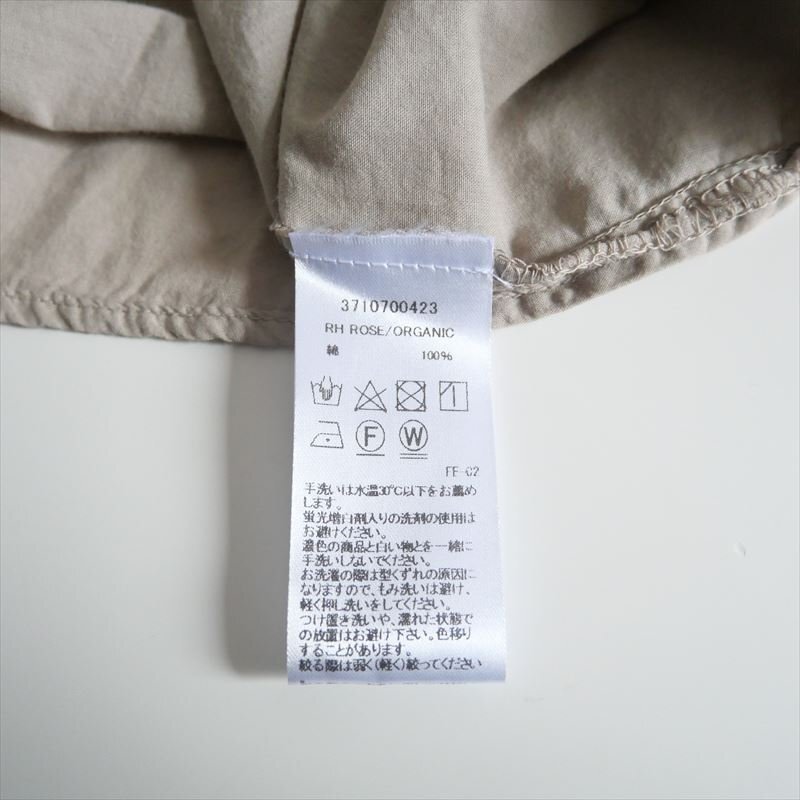 3710700423
RH ROSE/ORGANIC
綿 100%
F W
FE-02
手洗いは水温30℃以下をお薦め
します。
蛍光増白剤入りの洗剤の使用は
お避けください。
濃色の商品と白い物とを一緒に
手洗いしないでください。
お洗濯の際は型くずれの原因に
なりますので、もみ洗いは避け、
軽く押し洗いをしてください。
つけ置き洗いや、濡れた状態で
の放置はお避け下さい。色移り
することがあります。
絞る際は弱く(軽く)絞ってください